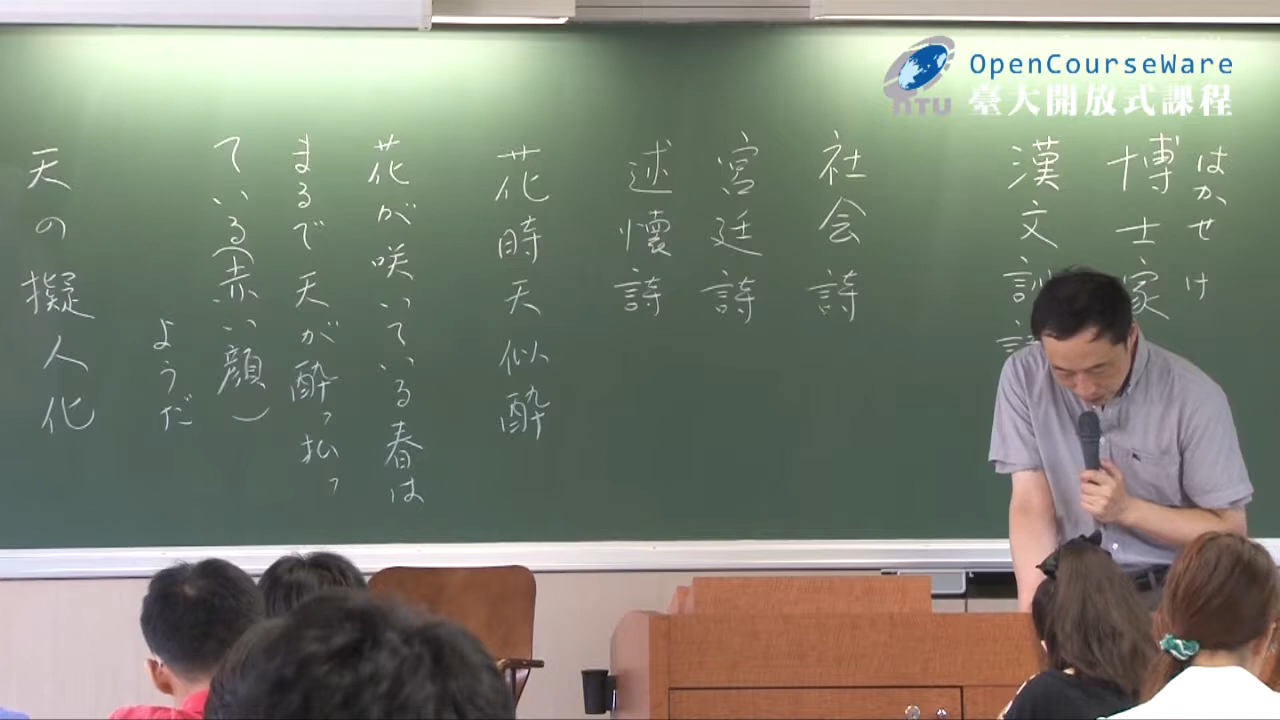 OpenCourseWare
臺大開放式課程
NTU
はかせけ
博士家
漢文訓
社会詩
宮廷詩
述懐詩
花時天似酔
花が咲いている春は
まるで天が酔っ払っ
ている(赤い顔)
ようだ
天の擬人化